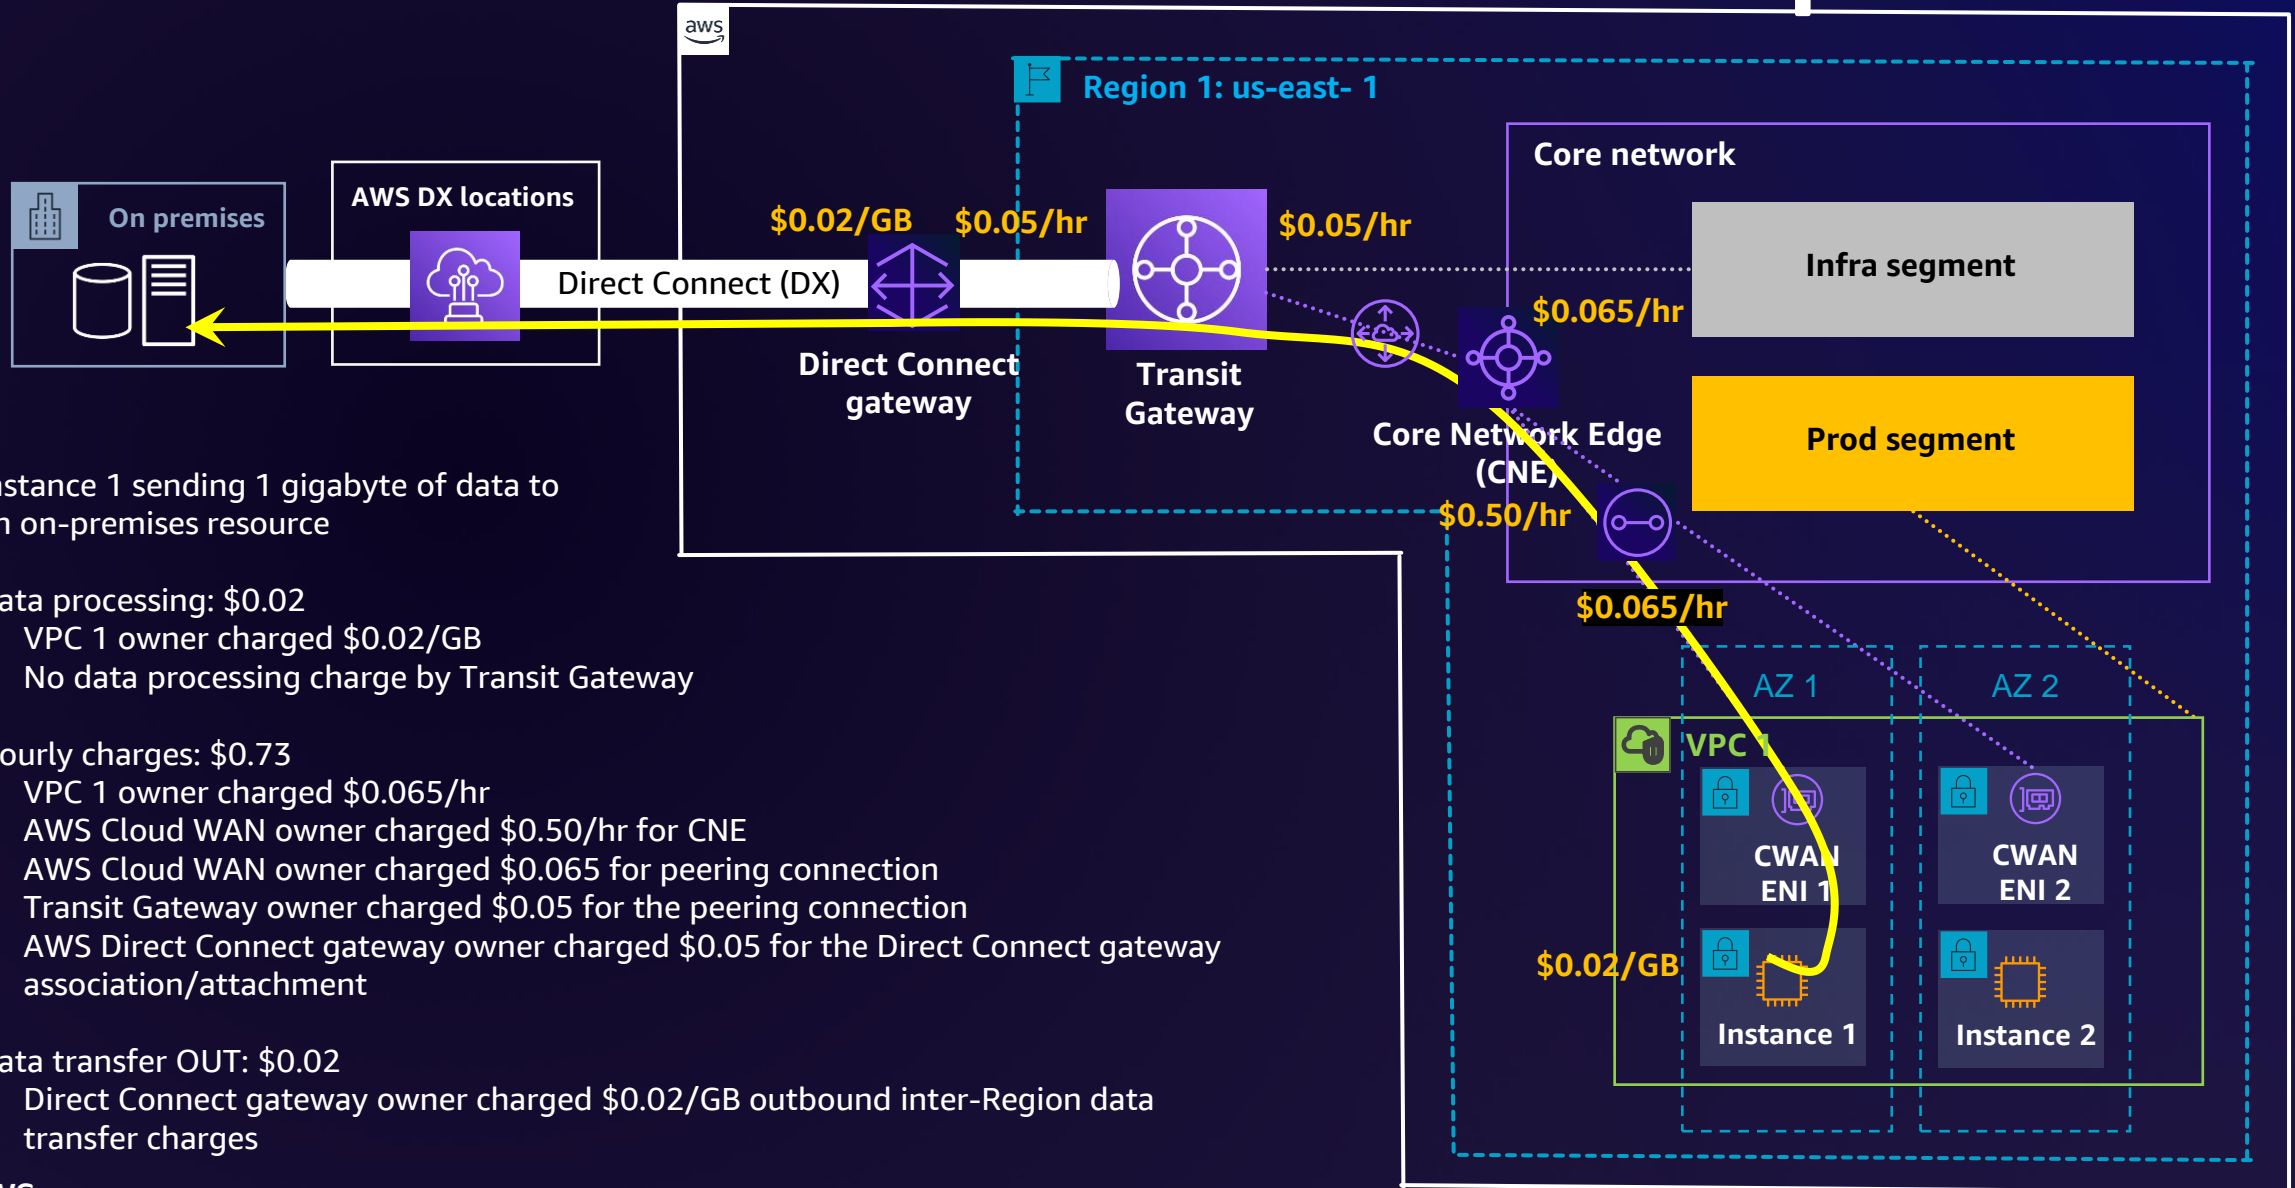 aws
Region 1: us-east- 1
Core network
On premises
AWS DX locations
$0.02/GB
$0.05/hr
$0.05/hr
Infra segment
Direct Connect (DX)
$0.065/hr
Direct Connect
gateway
Transit
Gateway
Core Network Edge
(CNE)
Prod segment
$0.50/hr
$0.065/hr
AZ 1
AZ 2
VPC 1
CWAN
ENI 1
CWAN
ENI 2
$0.02/GB
Instance 1
Instance 2
nstance 1 sending 1 gigabyte of data to
n on-premises resource
ata processing: $0.02
VPC 1 owner charged $0.02/GB
No data processing charge by Transit Gateway
ourly charges: $0.73
VPC 1 owner charged $0.065/hr
AWS Cloud WAN owner charged $0.50/hr for CNE
AWS Cloud WAN owner charged $0.065 for peering connection
Transit Gateway owner charged $0.05 for the peering connection
AWS Direct Connect gateway owner charged $0.05 for the Direct Connect gateway
association/attachment
ata transfer OUT: $0.02
Direct Connect gateway owner charged $0.02/GB outbound inter-Region data
transfer charges